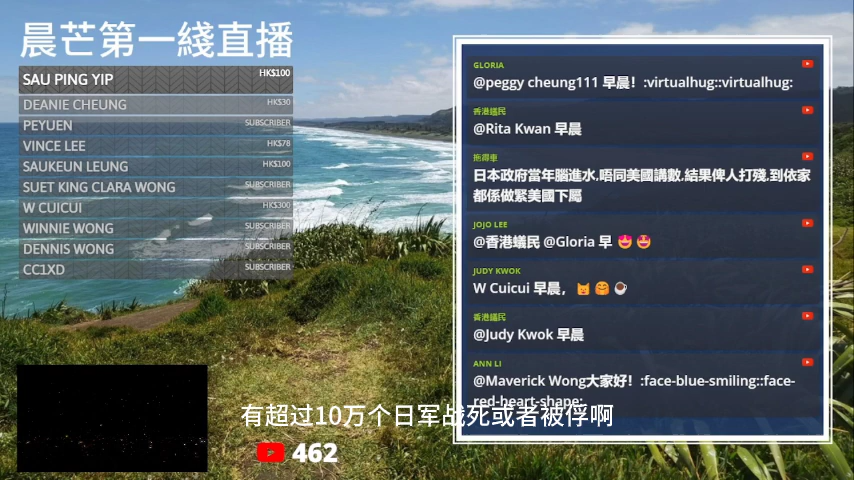 晨芒第一綫直播
SAU PING YIP HK$100
DEANIE CHEUNG HK$30
PEYUEN SUBSCRIBER
VINCE LEE HK$78
SAUKEUN LEUNG HK$100
SUET KING CLARA WONG SUBSCRIBER
W CUICUI HK$300
WINNIE WONG SUBSCRIBER
DENNIS WONG SUBSCRIBER
CC1XD SUBSCRIBER
GLORIA
@peggy cheung111 早晨！:virtualhug::virtualhug:
香港蟻民
@Rita Kwan 早晨
拖得車
日本政府當年腦進水,唔同美國講數,結果俾人打殘,到依家
都係做緊美國下屬
JOJO LEE
@香港蟻民 @Gloria 早 😍 😍
JUDY KWOK
W Cuicui 早晨， 🐱 🤗 ☕
香港蟻民
@Judy Kwok 早晨
ANN LI
@Maverick Wong大家好！:face-blue-smiling::face-
red-heart-shape:
有超过10万个日军战死或者被俘啊
462